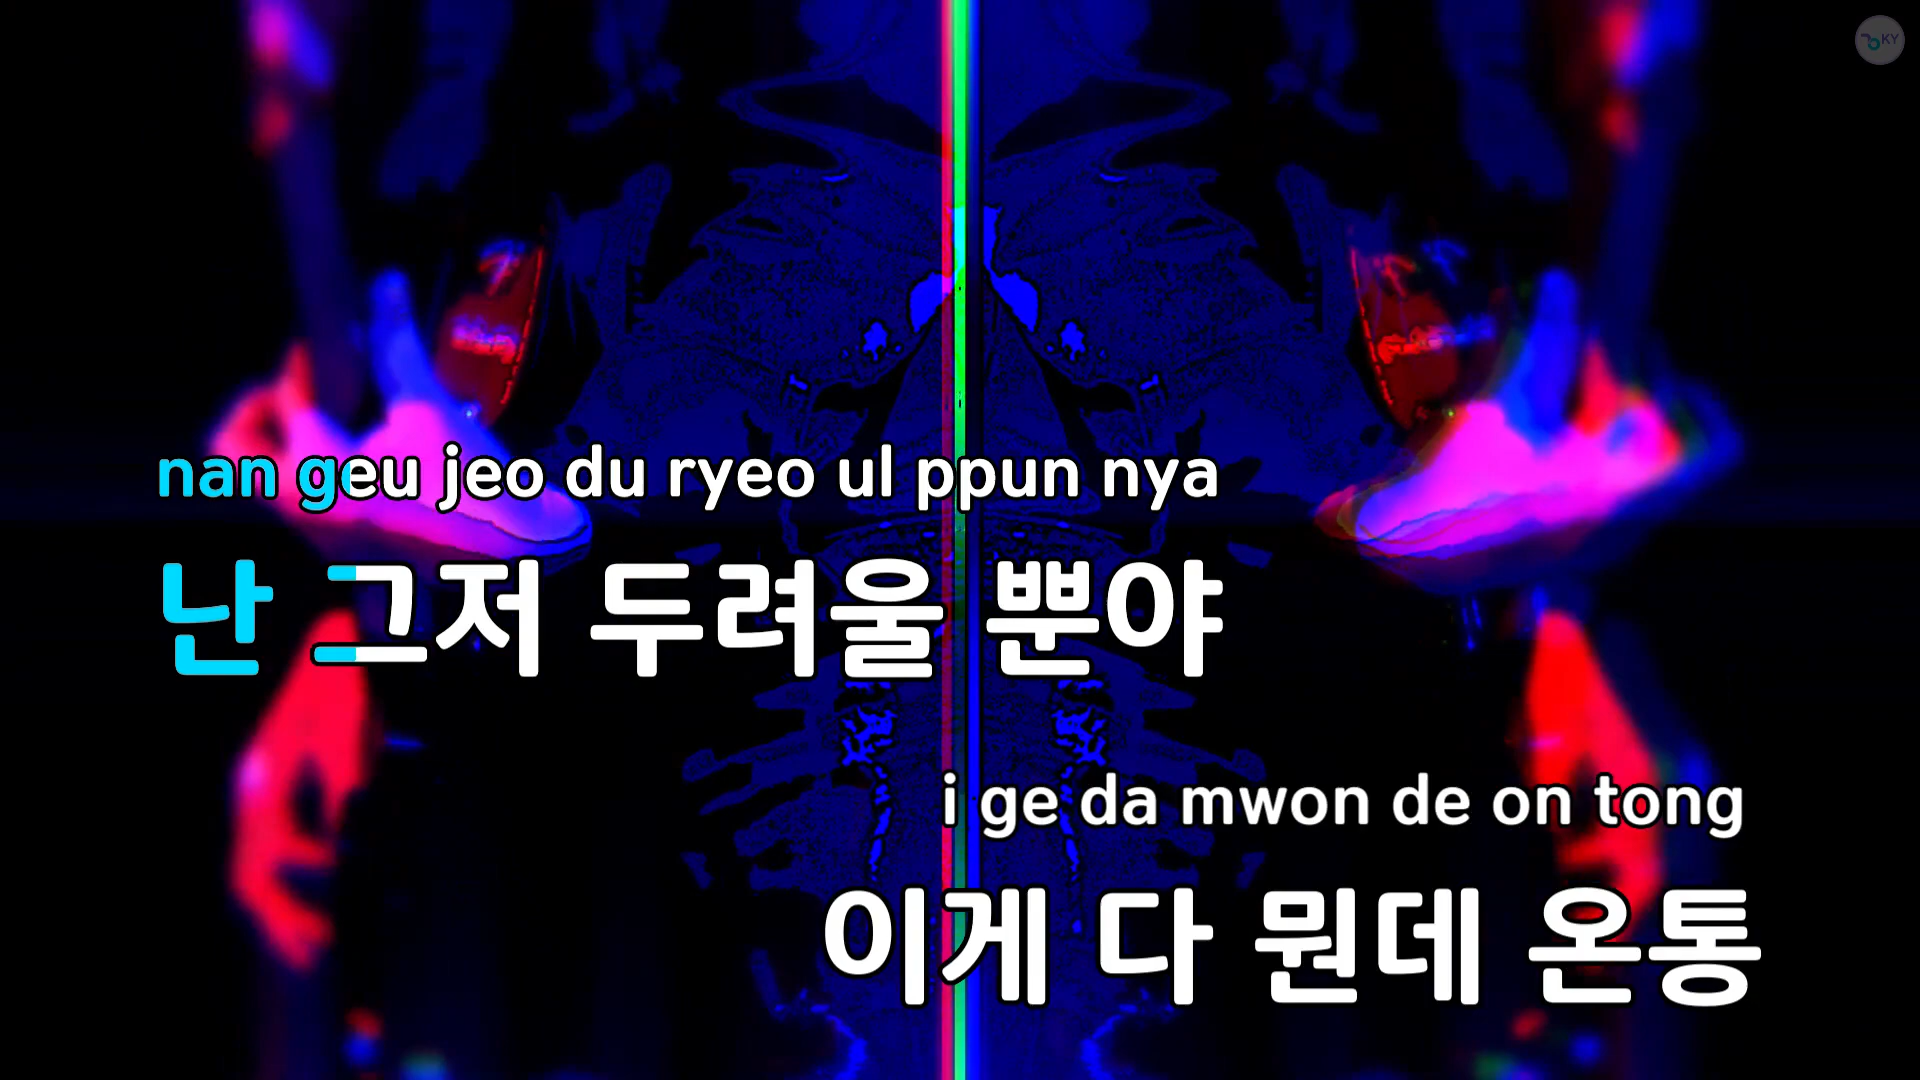 KY
nan geu jeo du ryeo ul ppun nya
난 그저 두려울 뿐야
i ge da mwon de on tong
이게 다 뭔데 온통